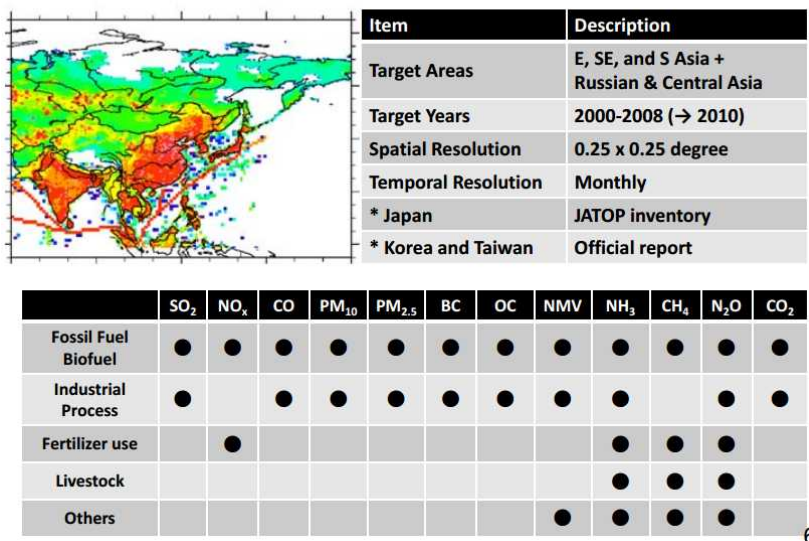 Item Description
Target Areas E, SE, and S Asia +
Russian & Central Asia
Target Years 2000-2008 (→ 2010)
Spatial Resolution 0.25 x 0.25 degree
Temporal Resolution Monthly
* Japan JATOP inventory
* Korea and Taiwan Official report
SO₂ NOₓ CO PM₁₀ PM₂.₅ BC OC NMV NH₃ CH₄ N₂O CO₂
Fossil Fuel
Biofuel ● ● ● ● ● ● ● ● ● ● ● ●
Industrial
Process ● ● ● ● ● ● ● ● ● ●
Fertilizer use ● ● ● ●
Livestock ● ● ●
Others ● ● ● ●